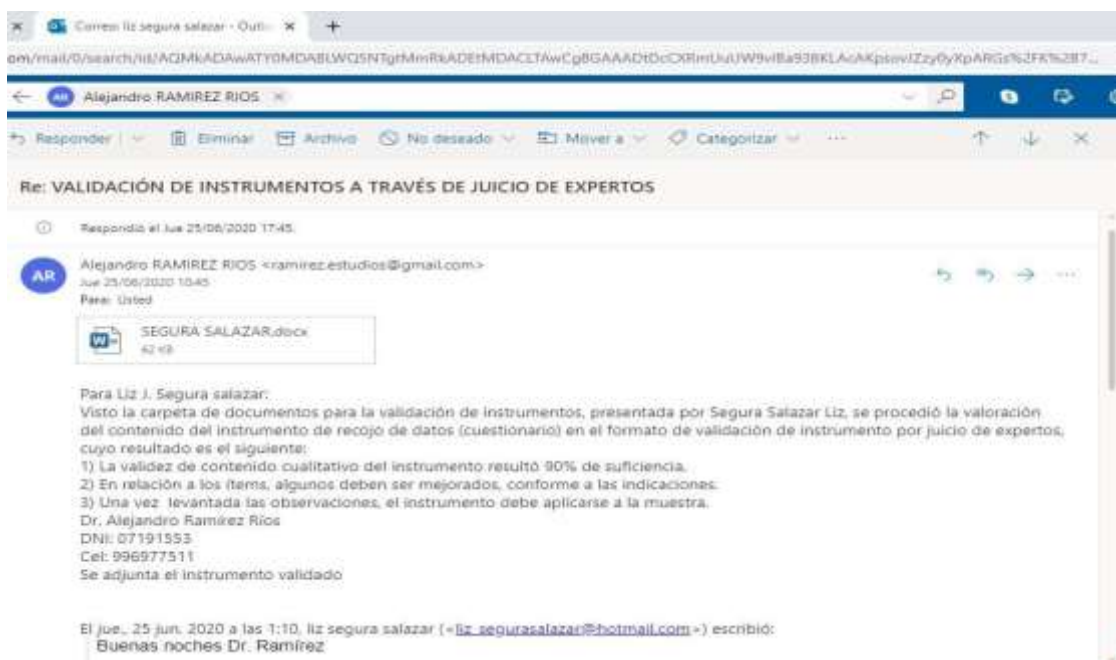 Correo: liz segura salazar - Outl
Alejandro RAMIREZ RIOS
Responder
Eliminar
Archivo
No deseado
Mover a
Categorizar
Re: VALIDACIÓN DE INSTRUMENTOS A TRAVÉS DE JUICIO DE EXPERTOS
Respondió el Jue 25/06/2020 17:45.
AR
Alejandro RAMIREZ RIOS <ramirez.estudios@gmail.com>
Jue 25/06/2020 10:45
Para: Usted
SEGURA SALAZAR.docx
62 KB
Para Liz J. Segura salazar:
Visto la carpeta de documentos para la validación de instrumentos, presentada por Segura Salazar Liz, se procedió la valoración
del contenido del instrumento de recojo de datos (cuestionario) en el formato de validación de instrumento por juicio de expertos,
cuyo resultado es el siguiente:
1) La validez de contenido cualitativo del instrumento resultó 90% de suficiencia.
2) En relación a los ítems, algunos deben ser mejorados, conforme a las indicaciones.
3) Una vez levantada las observaciones, el instrumento debe aplicarse a la muestra.
Dr. Alejandro Ramírez Ríos
DNI: 07191553
Cel: 996977511
Se adjunta el instrumento validado
El jue., 25 jun. 2020 a las 1:10, liz segura salazar (<liz_segurasalazar@hotmail.com>) escribió:
Buenas noches Dr. Ramírez